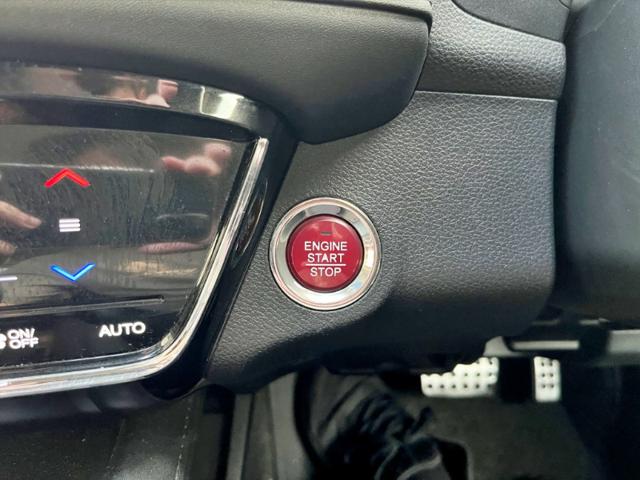 ENGINE
START
STOP
ON/
OFF
AUTO